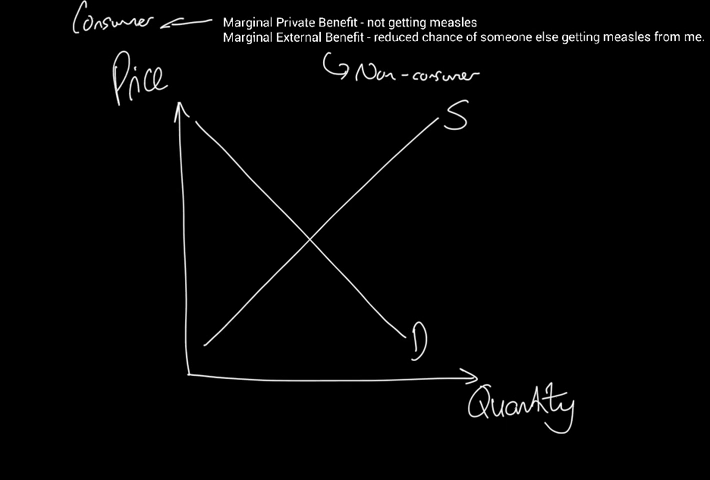 Consumer
Marginal Private Benefit - not getting measles
Marginal External Benefit - reduced chance of someone else getting measles from me.
Non-consumer
Price
S
D
Quantity